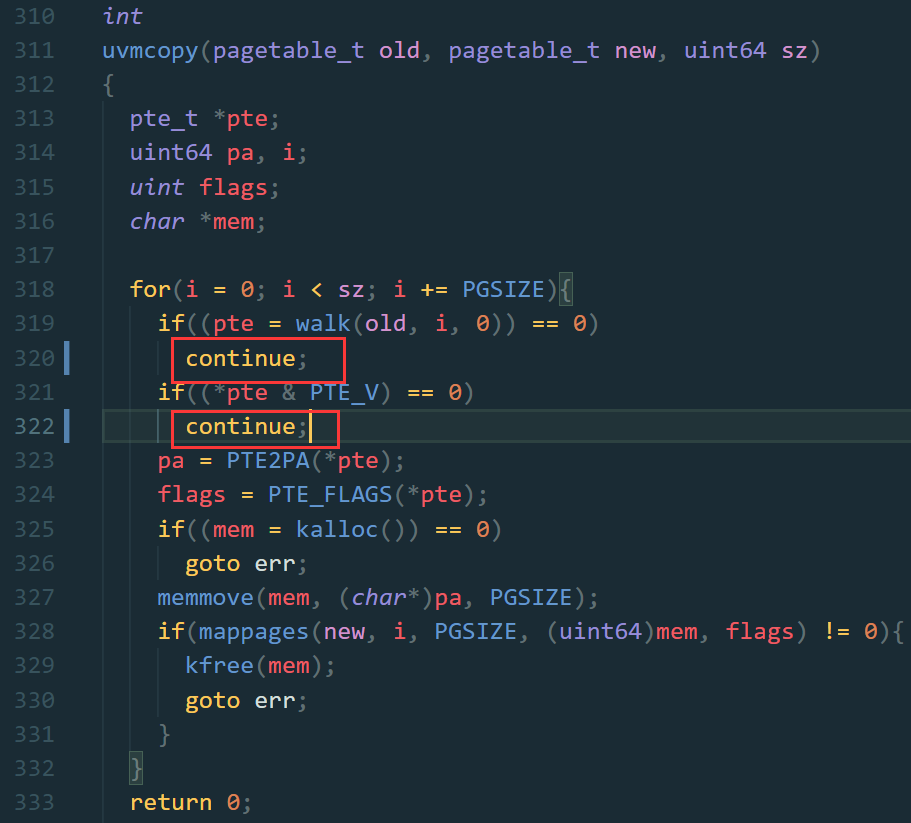 310 int
311 uvmcopy(pagetable_t old, pagetable_t new, uint64 sz)
312 {
313   pte_t *pte;
314   uint64 pa, i;
315   uint flags;
316   char *mem;
317
318   for(i = 0; i < sz; i += PGSIZE){
319     if((pte = walk(old, i, 0)) == 0)
320       continue;
321     if((*pte & PTE_V) == 0)
322       continue;
323     pa = PTE2PA(*pte);
324     flags = PTE_FLAGS(*pte);
325     if((mem = kalloc()) == 0)
326       goto err;
327     memmove(mem, (char*)pa, PGSIZE);
328     if(mappages(new, i, PGSIZE, (uint64)mem, flags) != 0){
329       kfree(mem);
330       goto err;
331     }
332   }
333   return 0;